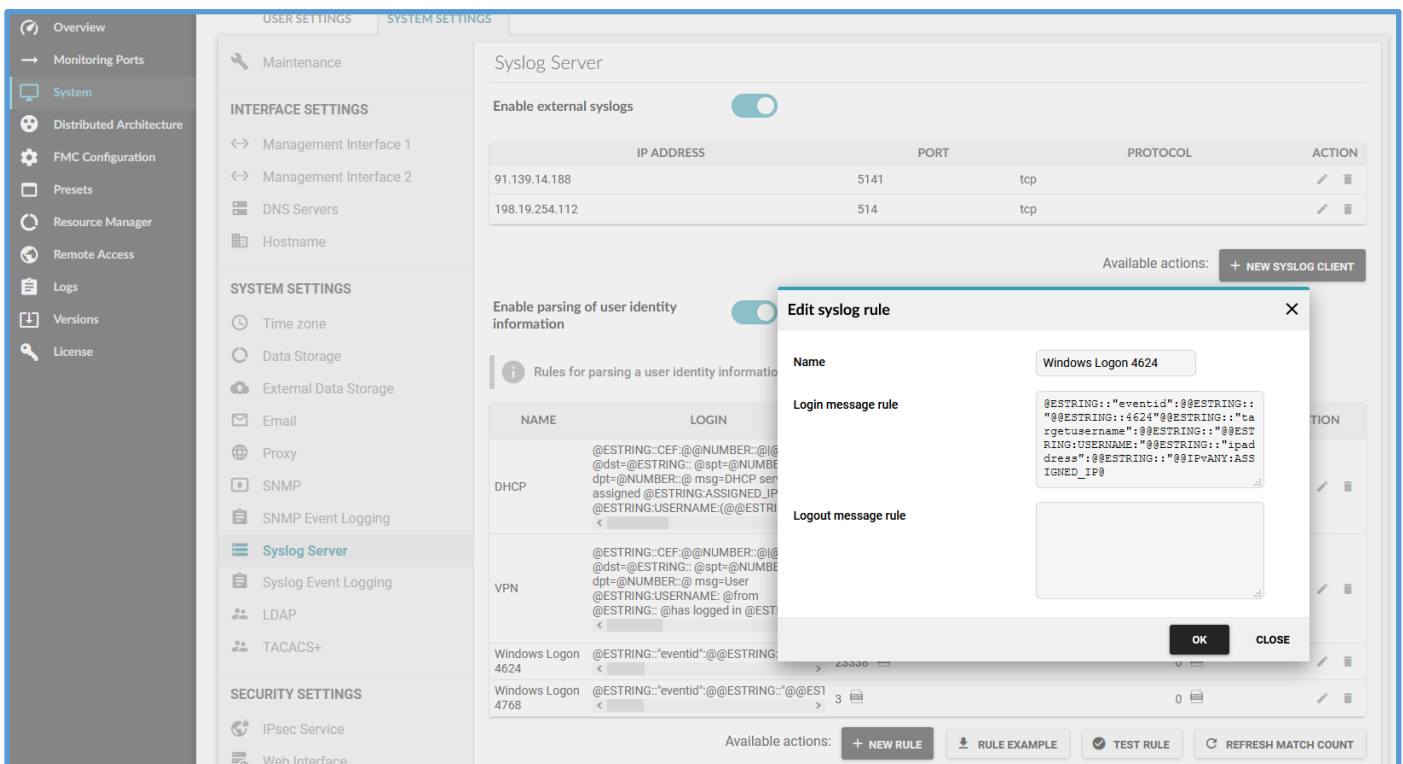 Overview
Monitoring Ports
System
Distributed Architecture
FMC Configuration
Presets
Resource Manager
Remote Access
Logs
Versions
License
USER SETTINGS SYSTEM SETTINGS
Maintenance
INTERFACE SETTINGS
Management Interface 1
Management Interface 2
DNS Servers
Hostname
SYSTEM SETTINGS
Time zone
Data Storage
External Data Storage
Email
Proxy
SNMP
SNMP Event Logging
Syslog Server
Syslog Event Logging
LDAP
TACACS+
SECURITY SETTINGS
IPsec Service
Web Interface
Syslog Server
Enable external syslogs
IP ADDRESS PORT PROTOCOL ACTION
91.139.14.188 5141 tcp
198.19.254.112 514 tcp
Available actions: + NEW SYSLOG CLIENT
Enable parsing of user identity
information
Rules for parsing a user identity informatio
NAME LOGIN TION
DHCP
@ESTRING::CEF:@@NUMBER::@|@
@dst=@ESTRING:: @spt=@NUMBE
dpt=@NUMBER::@ msg=DHCP ser
assigned @ESTRING:ASSIGNED_IP
@ESTRING:USERNAME:(@@ESTRI
VPN
@ESTRING::CEF:@@NUMBER::@|@
@dst=@ESTRING:: @spt=@NUMBE
dpt=@NUMBER::@ msg=User
@ESTRING:USERNAME: @from
@ESTRING:: @has logged in @EST
Windows Logon
4624
@ESTRING::"eventid":@@ESTRING:
23338 0
Windows Logon
4768
@ESTRING::"eventid":@@ESTRING::"@@EST
3 0
Available actions: + NEW RULE RULE EXAMPLE TEST RULE REFRESH MATCH COUNT
Edit syslog rule
Name Windows Logon 4624
Login message rule
@ESTRING::"eventid":@@ESTRING::
"@@ESTRING::4624"@@ESTRING::"ta
rgetusername":@@ESTRING::"@@EST
RING:USERNAME:"@@ESTRING::"ipad
dress":@@ESTRING::"@@IPvANY:ASS
IGNED_IP@
Logout message rule
OK CLOSE